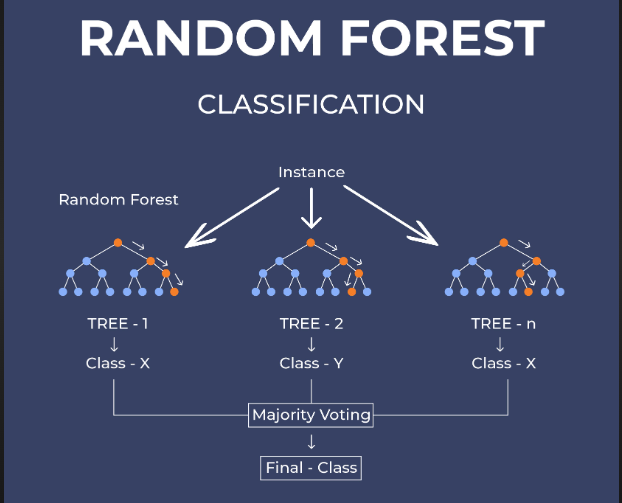 RANDOM FOREST
CLASSIFICATION
Instance
Random Forest
TREE - 1
TREE - 2
TREE - n
Class - X
Class - Y
Class - X
Majority Voting
Final - Class